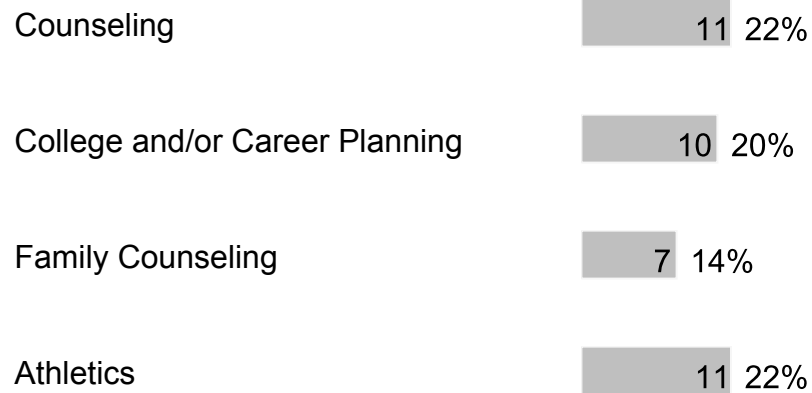 Counseling 11 22%
College and/or Career Planning 10 20%
Family Counseling 7 14%
Athletics 11 22%